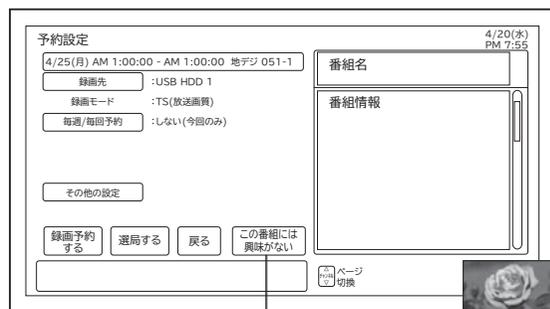 予約設定
4/20(水)
PM 7:55
4/25(月) AM 1:00:00 - AM 1:00:00 地デジ 051-1
録画先 :USB HDD 1
録画モード :TS(放送画質)
毎週/毎回予約 :しない(今回のみ)
その他の設定
録画予約
する
選局する
戻る
この番組には
興味がない
番組名
番組情報
チャンネル
ページ
切換